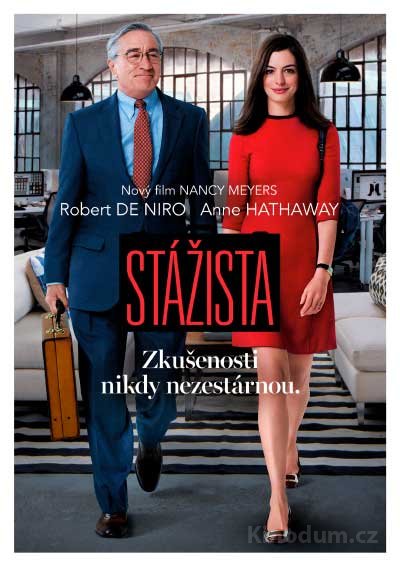 Nový film NANCY MEYERS
Robert DE NIRO Anne HATHAWAY
STÁŽISTA
Zkušenosti
nikdy nezestárnou.
Kinodum.cz